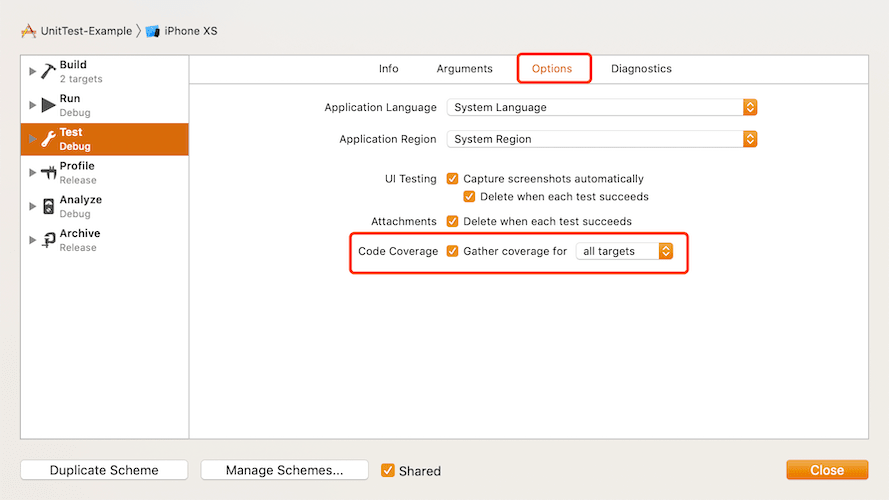 UnitTest-Example
iPhone XS
Build
2 targets
Run
Debug
Test
Debug
Profile
Release
Analyze
Debug
Archive
Release
Info Arguments Options Diagnostics
Application Language System Language
Application Region System Region
UI Testing Capture screenshots automatically
Delete when each test succeeds
Attachments Delete when each test succeeds
Code Coverage Gather coverage for all targets
Duplicate Scheme Manage Schemes... Shared Close